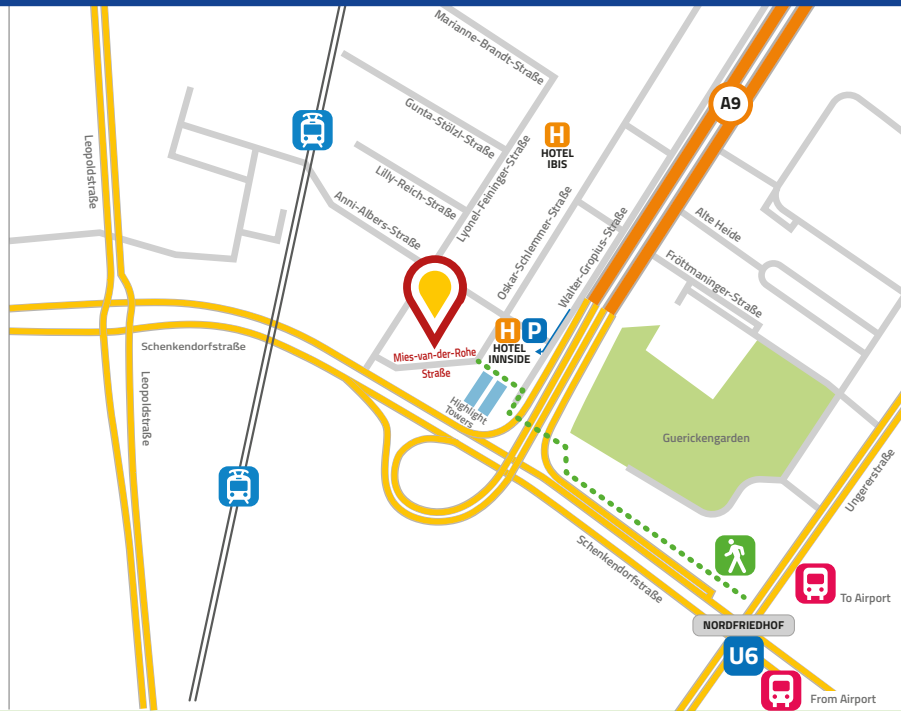 Marianne-Brandt-Straße
A9
Gunta-Stölzl-Straße
H
HOTEL
IBIS
Leopoldstraße
Lilly-Reich-Straße
Lyonel-Feininger-Straße
Anni-Albers-Straße
Oskar-Schlemmer-Straße
Walter-Gropius-Straße
Alte Heide
Fröttmaninger-Straße
Schenkendorfstraße
H P
HOTEL
INNSIDE
Mies-van-der-Rohe
Straße
Leopoldstraße
Highlight
Towers
Guerickengarden
Ungererstraße
Schenkendorfstraße
To Airport
NORDFRIEDHOF
U6
From Airport